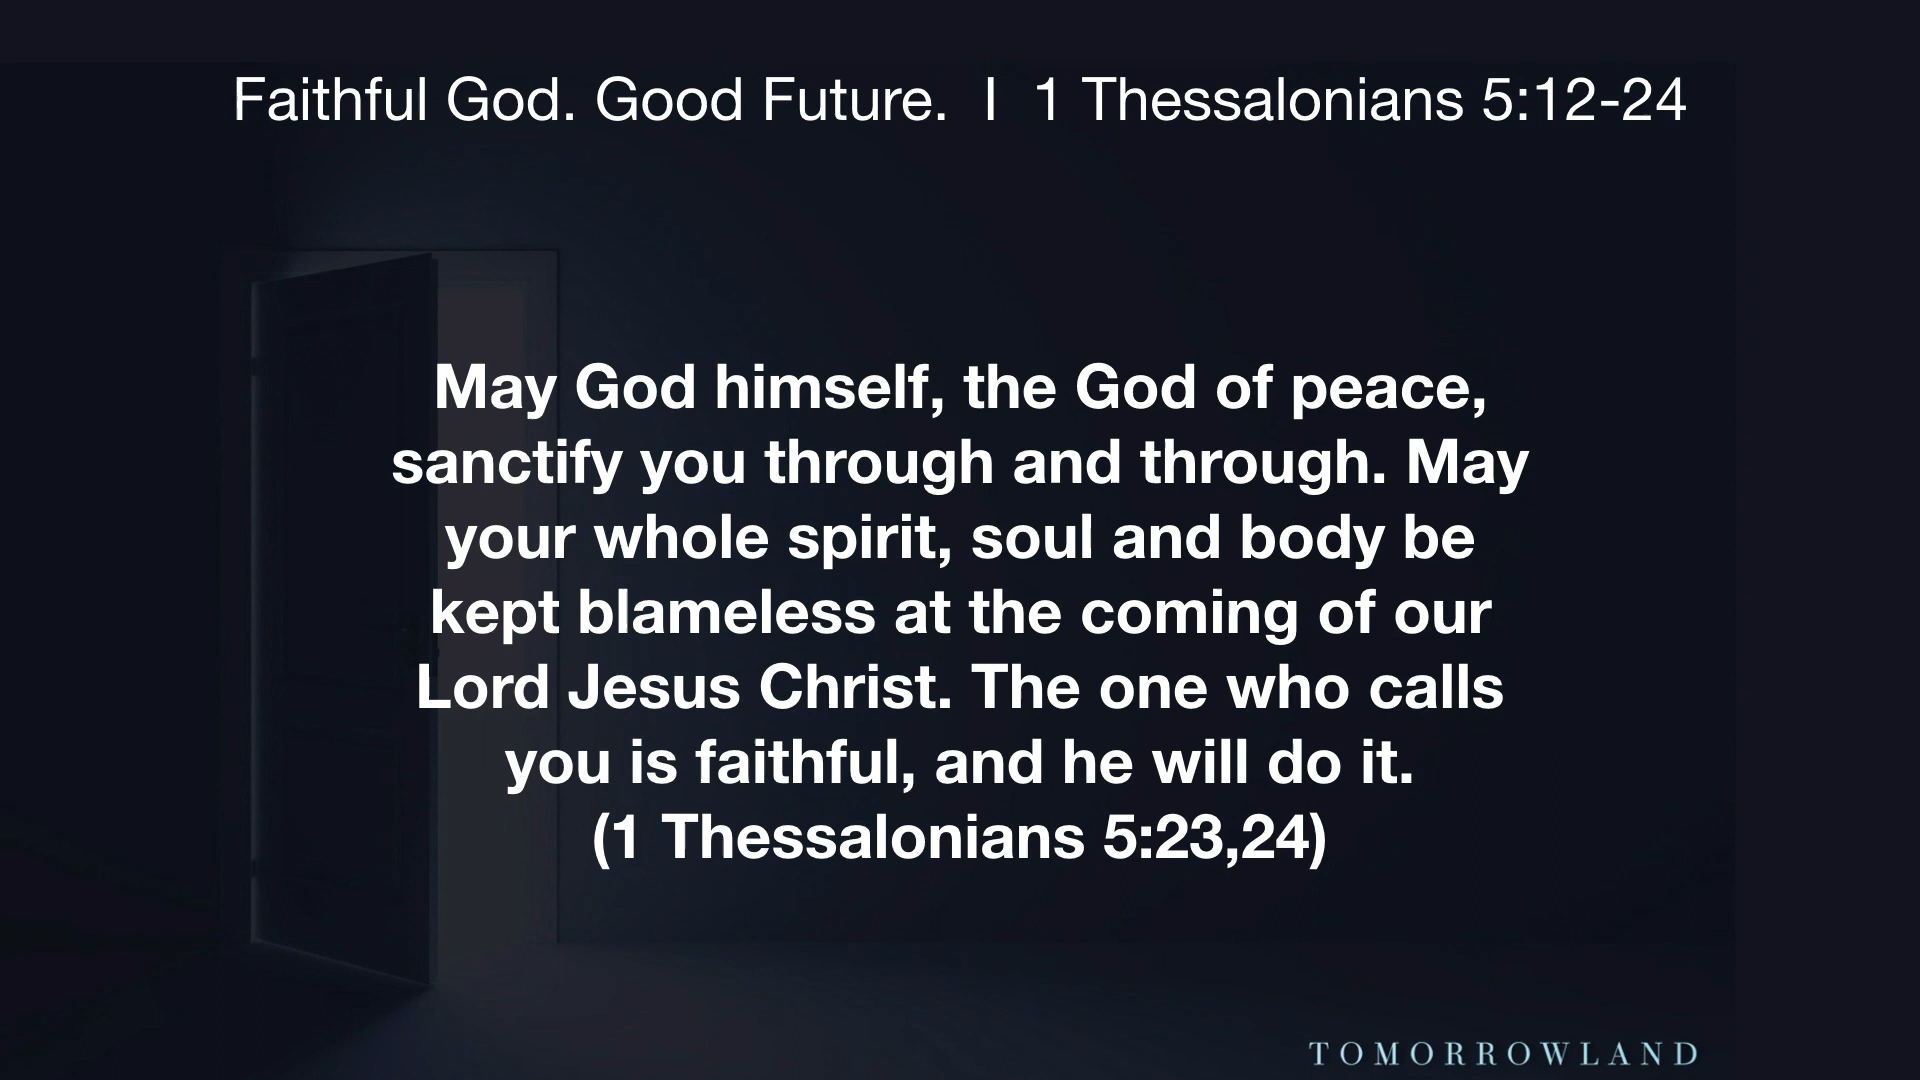 Faithful God. Good Future. I 1 Thessalonians 5:12-24
May God himself, the God of peace,
sanctify you through and through. May
your whole spirit, soul and body be
kept blameless at the coming of our
Lord Jesus Christ. The one who calls
you is faithful, and he will do it.
(1 Thessalonians 5:23,24)
TOMORROWLAND